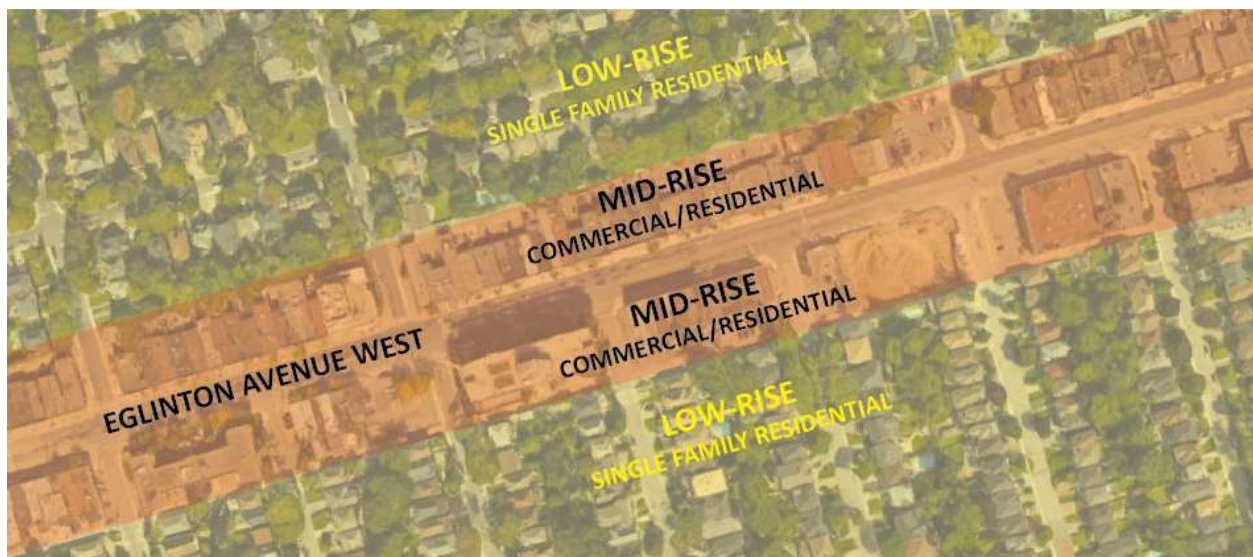 LOW-RISE
SINGLE FAMILY RESIDENTIAL
MID-RISE
COMMERCIAL/RESIDENTIAL
MID-RISE
COMMERCIAL/RESIDENTIAL
EGLINTON AVENUE WEST
LOW-RISE
SINGLE FAMILY RESIDENTIAL